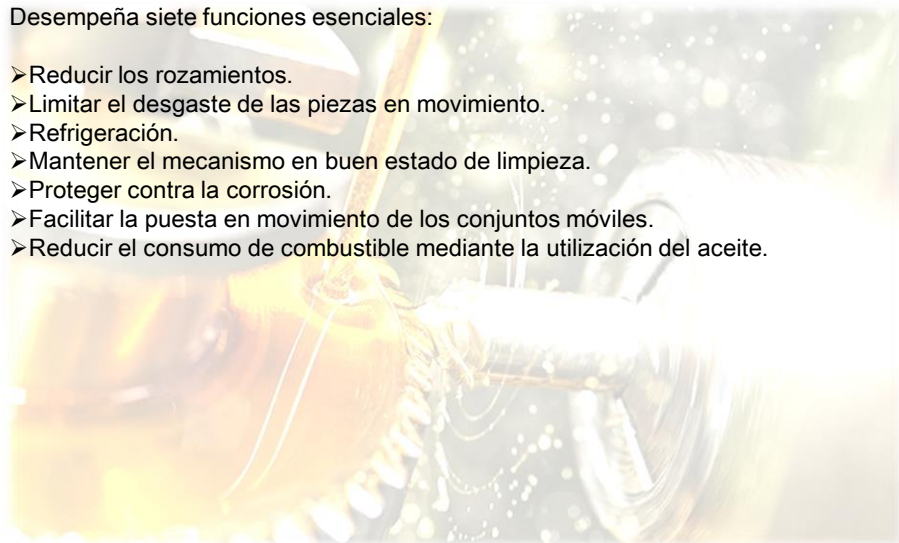 Desempeña siete funciones esenciales:
➢Reducir los rozamientos.
➢Limitar el desgaste de las piezas en movimiento.
➢Refrigeración.
➢Mantener el mecanismo en buen estado de limpieza.
➢Proteger contra la corrosión.
➢Facilitar la puesta en movimiento de los conjuntos móviles.
➢Reducir el consumo de combustible mediante la utilización del aceite.